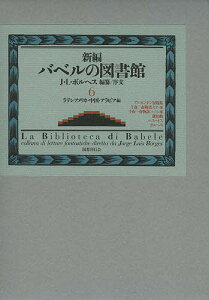 新編
バベルの図書館
J・L・ボルヘス 編纂/序文
6
ラテンアメリカ・中国・アラビア編
La Biblioteca di Babele
collana di letture fantastiche diretta da Jorge Luis Borges
国書刊行会